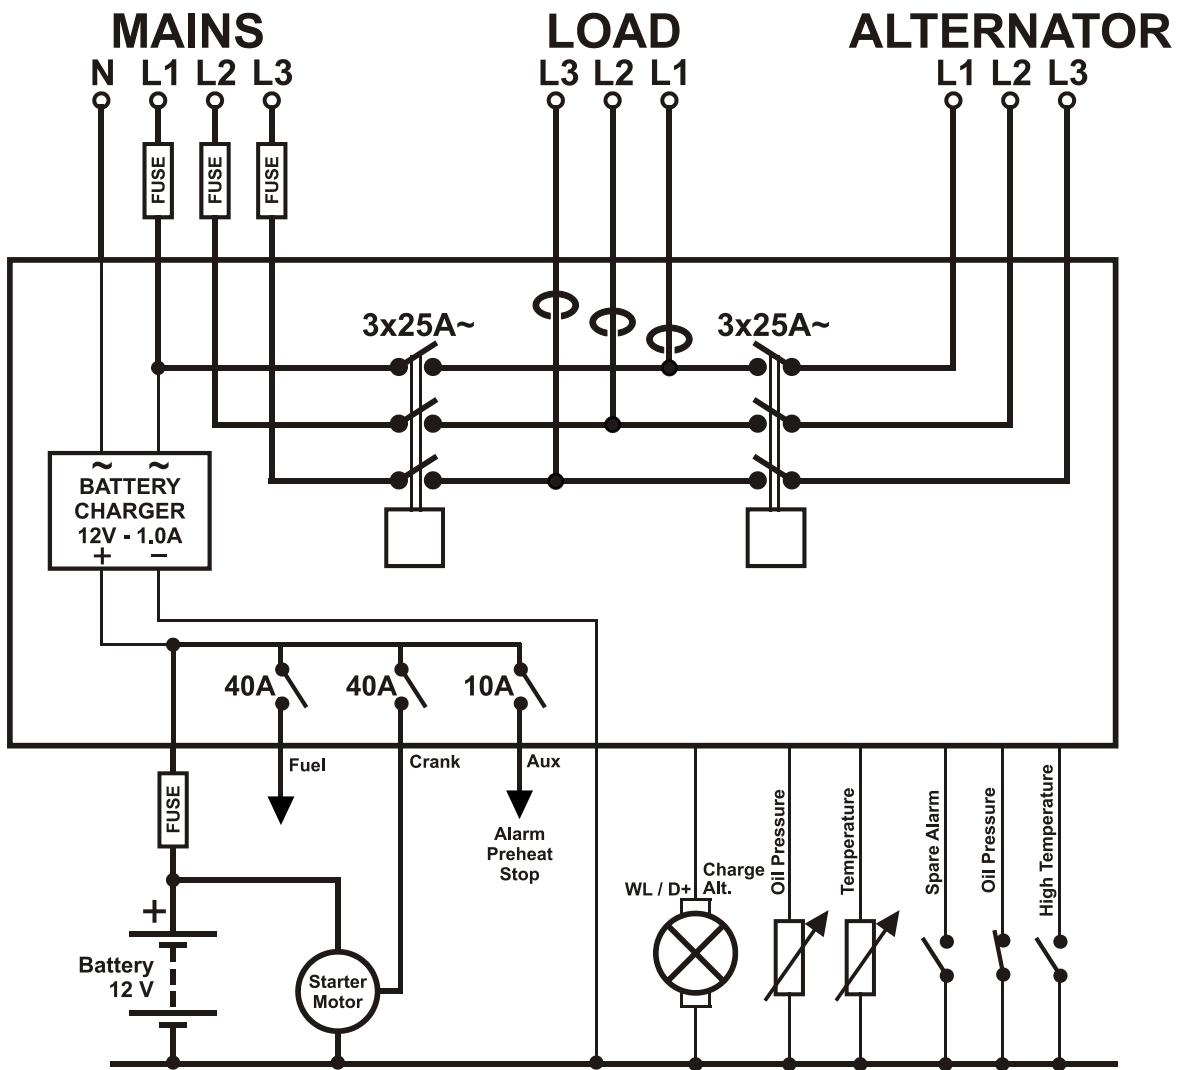 MAINS
LOAD
ALTERNATOR
N L1 L2 L3
L3 L2 L1
L1 L2 L3
FUSE
FUSE
FUSE
3x25A~
3x25A~
~ ~
BATTERY
CHARGER
12V - 1.0A
+ −
40A
40A
10A
Fuel
Crank
Aux
FUSE
Alarm
Preheat
Stop
Charge
Alt.
WL / D+
Oil Pressure
Temperature
Spare Alarm
Oil Pressure
High Temperature
+
Battery
12 V
Starter
Motor